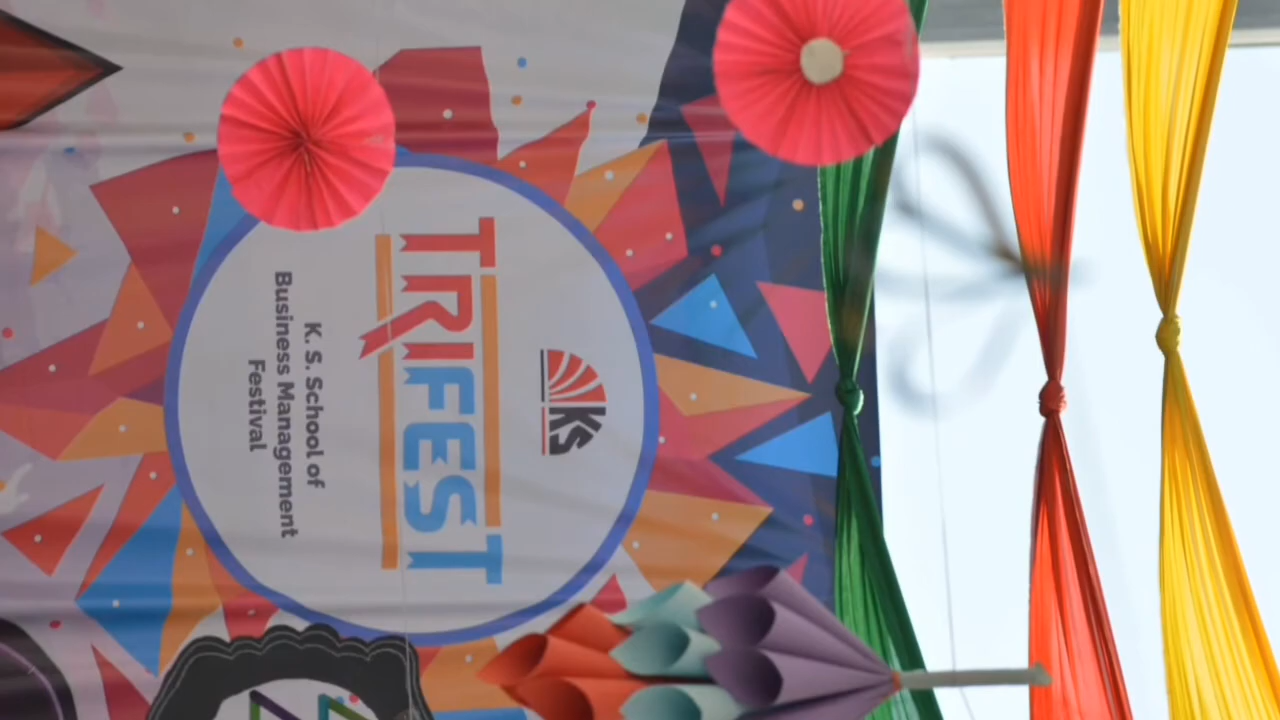 KS
TRIFEST
K. S. School of
Business Management
Festival